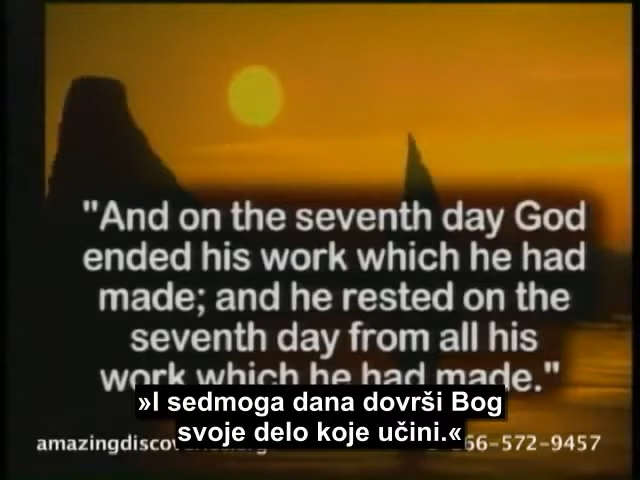 "And on the seventh day God
ended his work which he had
made; and he rested on the
seventh day from all his
work which he had made."
»I sedmoga dana dovrši Bog
svoje delo koje učini.«
66-572-9457